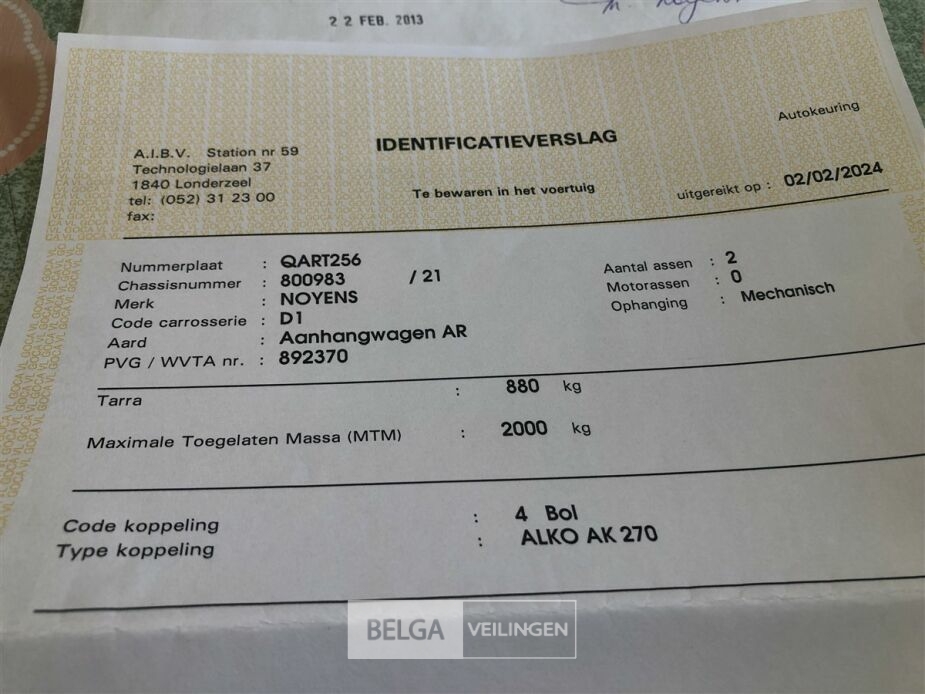 22 FEB. 2013
Autokeuring
IDENTIFICATIEVERSLAG
A.I.B.V. Station nr 59
Technologielaan 37
1840 Londerzeel
tel: (052) 31 23 00
fax:
Te bewaren in het voertuig
uitgereikt op : 02/02/2024
Nummerplaat : QART256
Chassisnummer : 800983 / 21
Merk : NOYENS
Code carrosserie : D1
Aard : Aanhangwagen AR
PVG / WVTA nr. : 892370
Aantal assen : 2
Motorassen : 0
Ophanging : Mechanisch
Tarra : 880 kg
Maximale Toegelaten Massa (MTM) : 2000 kg
Code koppeling : 4 Bol
Type koppeling : ALKO AK 270
BELGA VEILINGEN